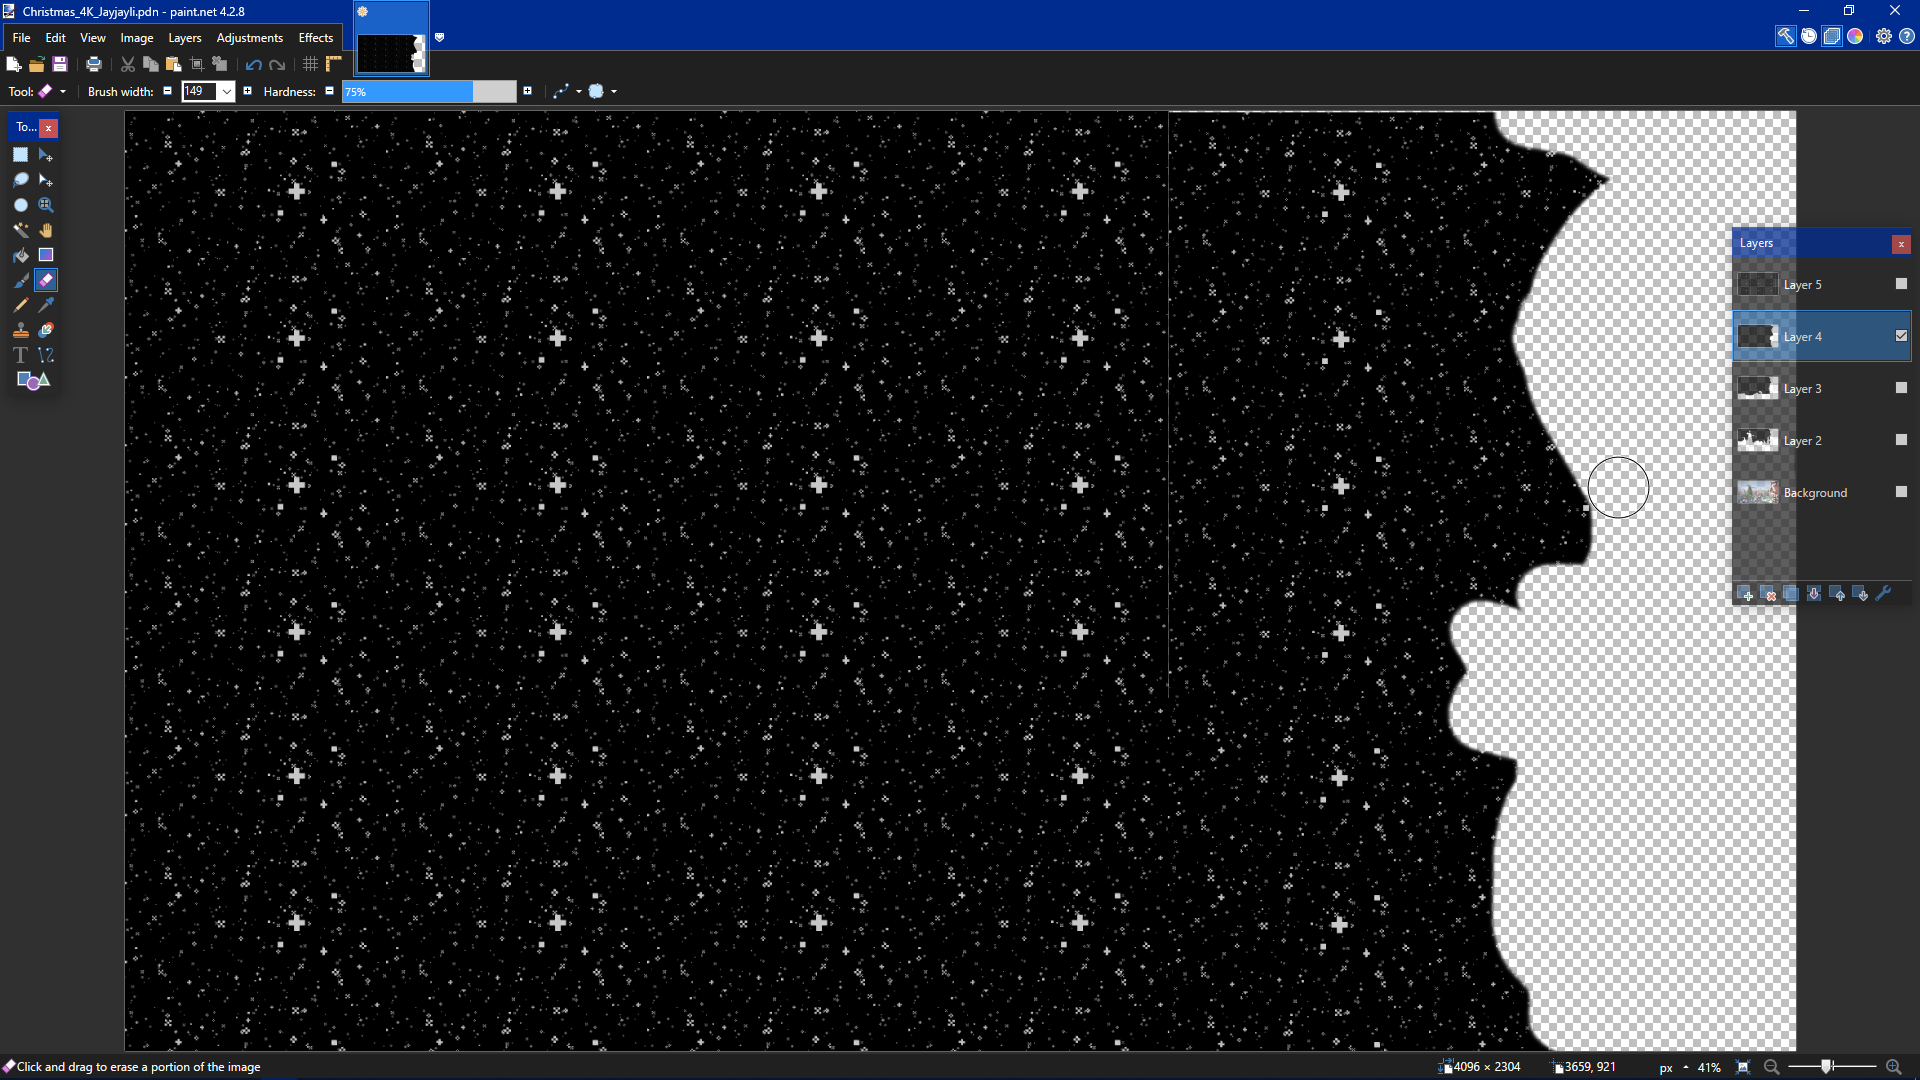 Christmas_4K_Jayjayli.pdn - paint.net 4.2.8
File Edit View Image Layers Adjustments Effects
Tool: Brush width: 149 Hardness: 75%
To...
Layers
Layer 5
Layer 4
Layer 3
Layer 2
Background
Click and drag to erase a portion of the image
4096 × 2304
3659, 921
px
41%